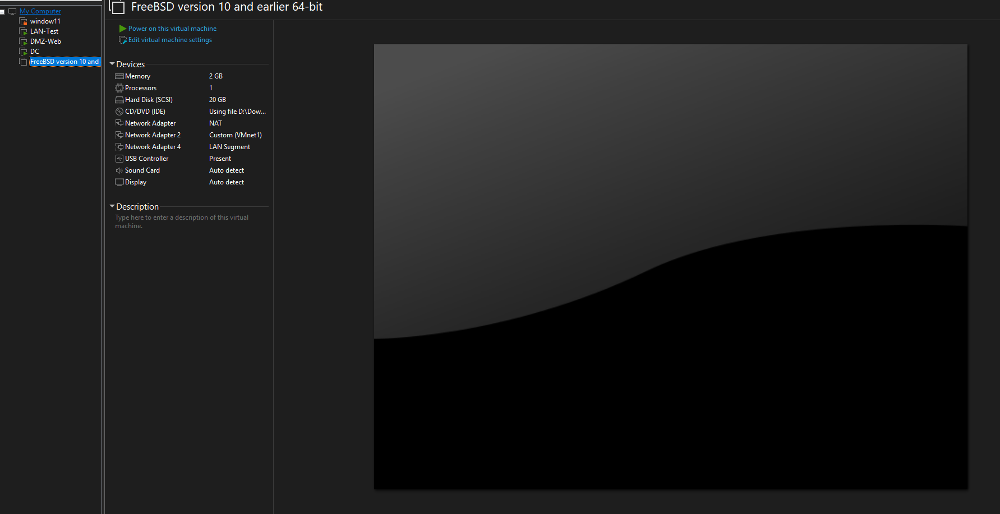 My Computer
window11
LAN-Test
DMZ-Web
DC
FreeBSD version 10 and
FreeBSD version 10 and earlier 64-bit
Power on this virtual machine
Edit virtual machine settings
Devices
Memory 2 GB
Processors 1
Hard Disk (SCSI) 20 GB
CD/DVD (IDE) Using file D:\Dow...
Network Adapter NAT
Network Adapter 2 Custom (VMnet1)
Network Adapter 4 LAN Segment
USB Controller Present
Sound Card Auto detect
Display Auto detect
Description
Type here to enter a description of this virtual
machine.